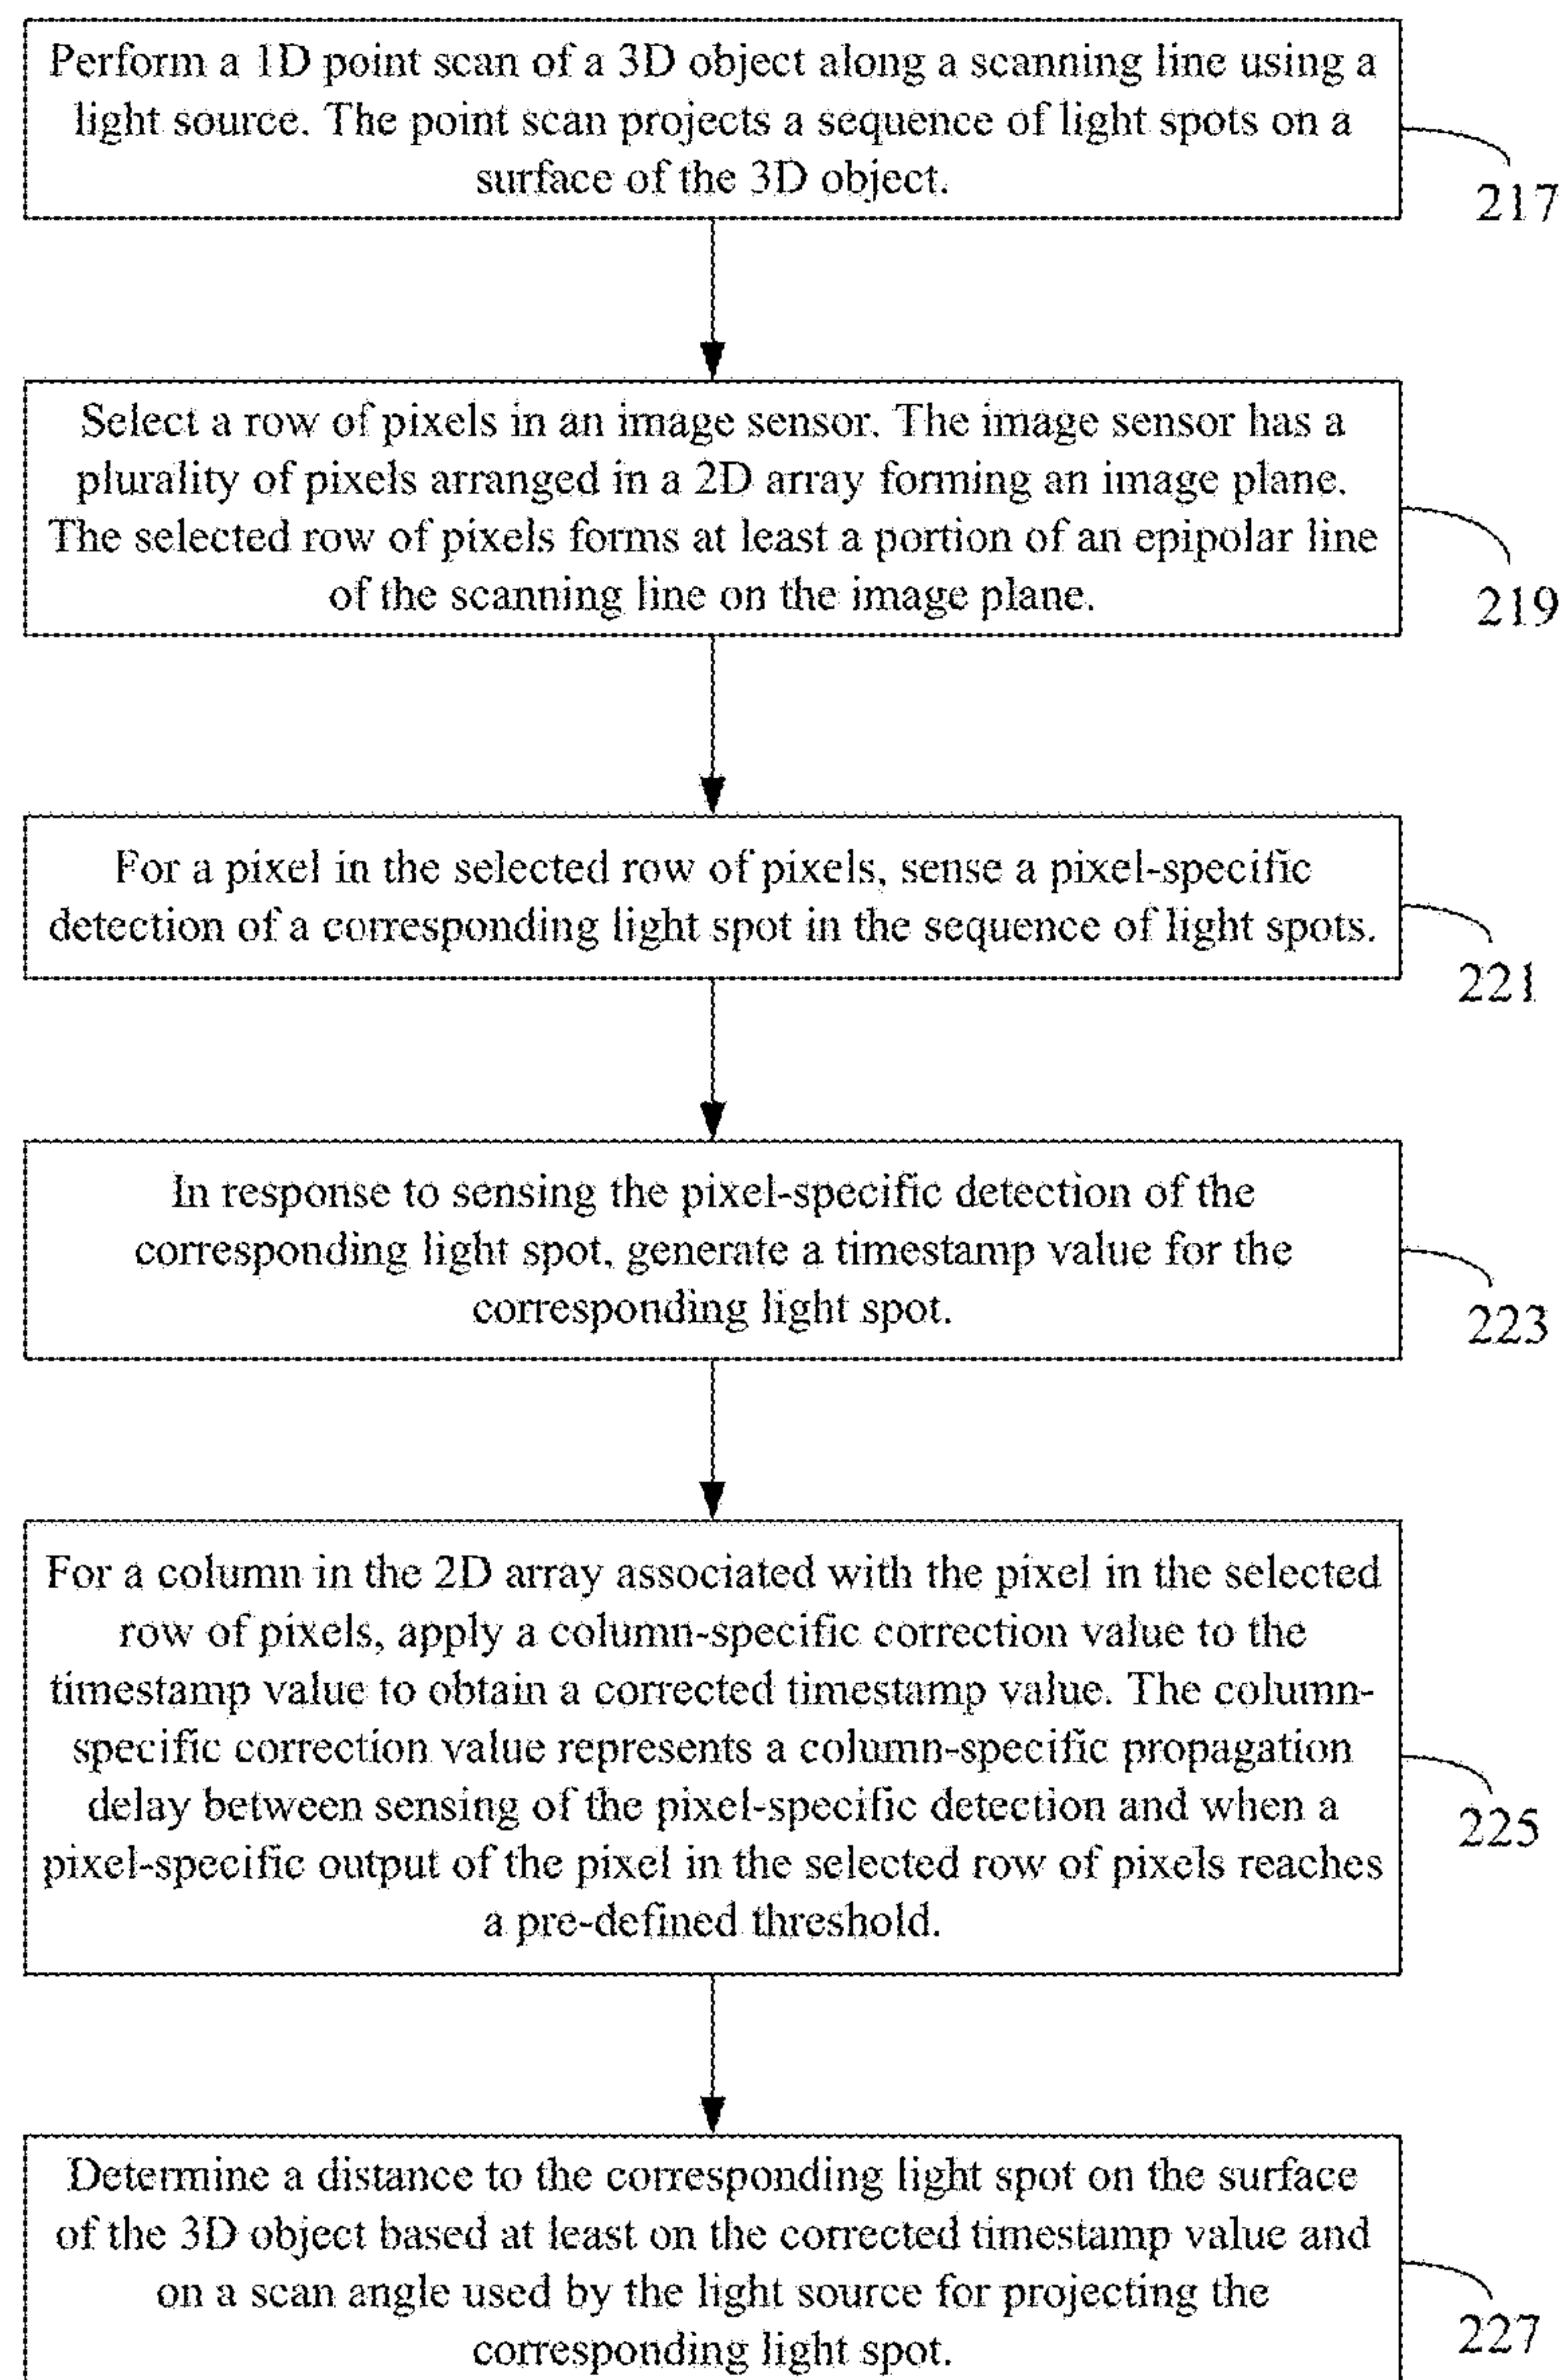 Perform a 1D point scan of a 3D object along a scanning line using a
light source. The point scan projects a sequence of light spots on a
surface of the 3D object.
217
Select a row of pixels in an image sensor. The image sensor has a
plurality of pixels arranged in a 2D array forming an image plane.
The selected row of pixels forms at least a portion of an epipolar line
of the scanning line on the image plane.
219
For a pixel in the selected row of pixels, sense a pixel-specific
detection of a corresponding light spot in the sequence of light spots.
221
In response to sensing the pixel-specific detection of the
corresponding light spot, generate a timestamp value for the
corresponding light spot.
223
For a column in the 2D array associated with the pixel in the selected
row of pixels, apply a column-specific correction value to the
timestamp value to obtain a corrected timestamp value. The column-
specific correction value represents a column-specific propagation
delay between sensing of the pixel-specific detection and when a
pixel-specific output of the pixel in the selected row of pixels reaches
a pre-defined threshold.
225
Determine a distance to the corresponding light spot on the surface
of the 3D object based at least on the corrected timestamp value and
on a scan angle used by the light source for projecting the
corresponding light spot.
227